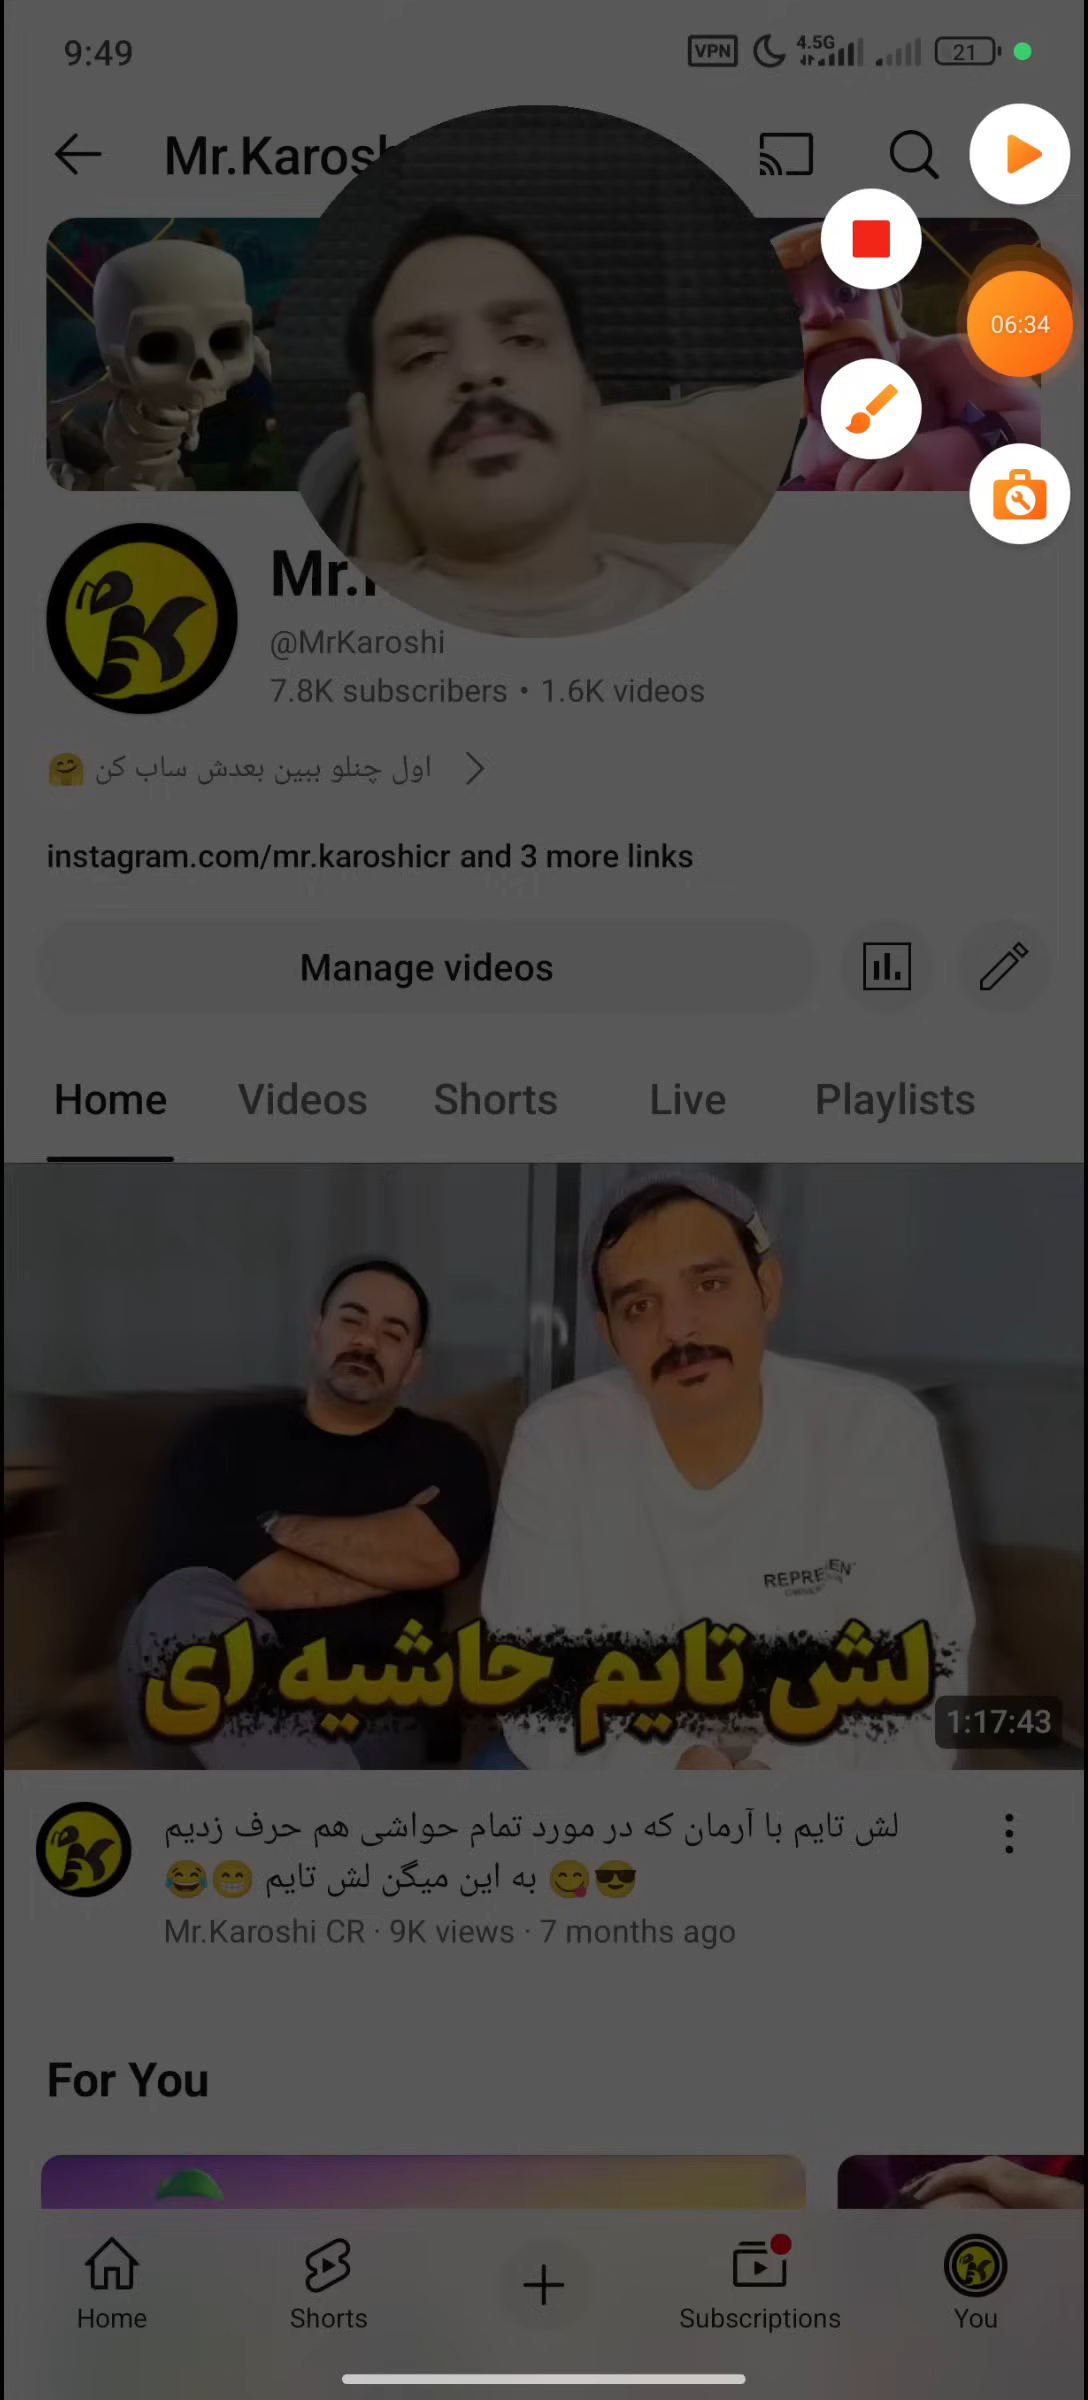 9:49
VPN
4.5G
21
Mr.Karosh
06:34
Mr.
@MrKaroshi
7.8K subscribers • 1.6K videos
اول چنلو ببین بعدش ساب کن 🤗
instagram.com/mr.karoshicr and 3 more links
Manage videos
Home Videos Shorts Live Playlists
لش تایم حاشیه ای
1:17:43
لش تایم با آرمان که در مورد تمام حواشی هم حرف زدیم
😎😋 به این میگن لش تایم 😁😂
Mr.Karoshi CR · 9K views · 7 months ago
For You
Home Shorts Subscriptions You